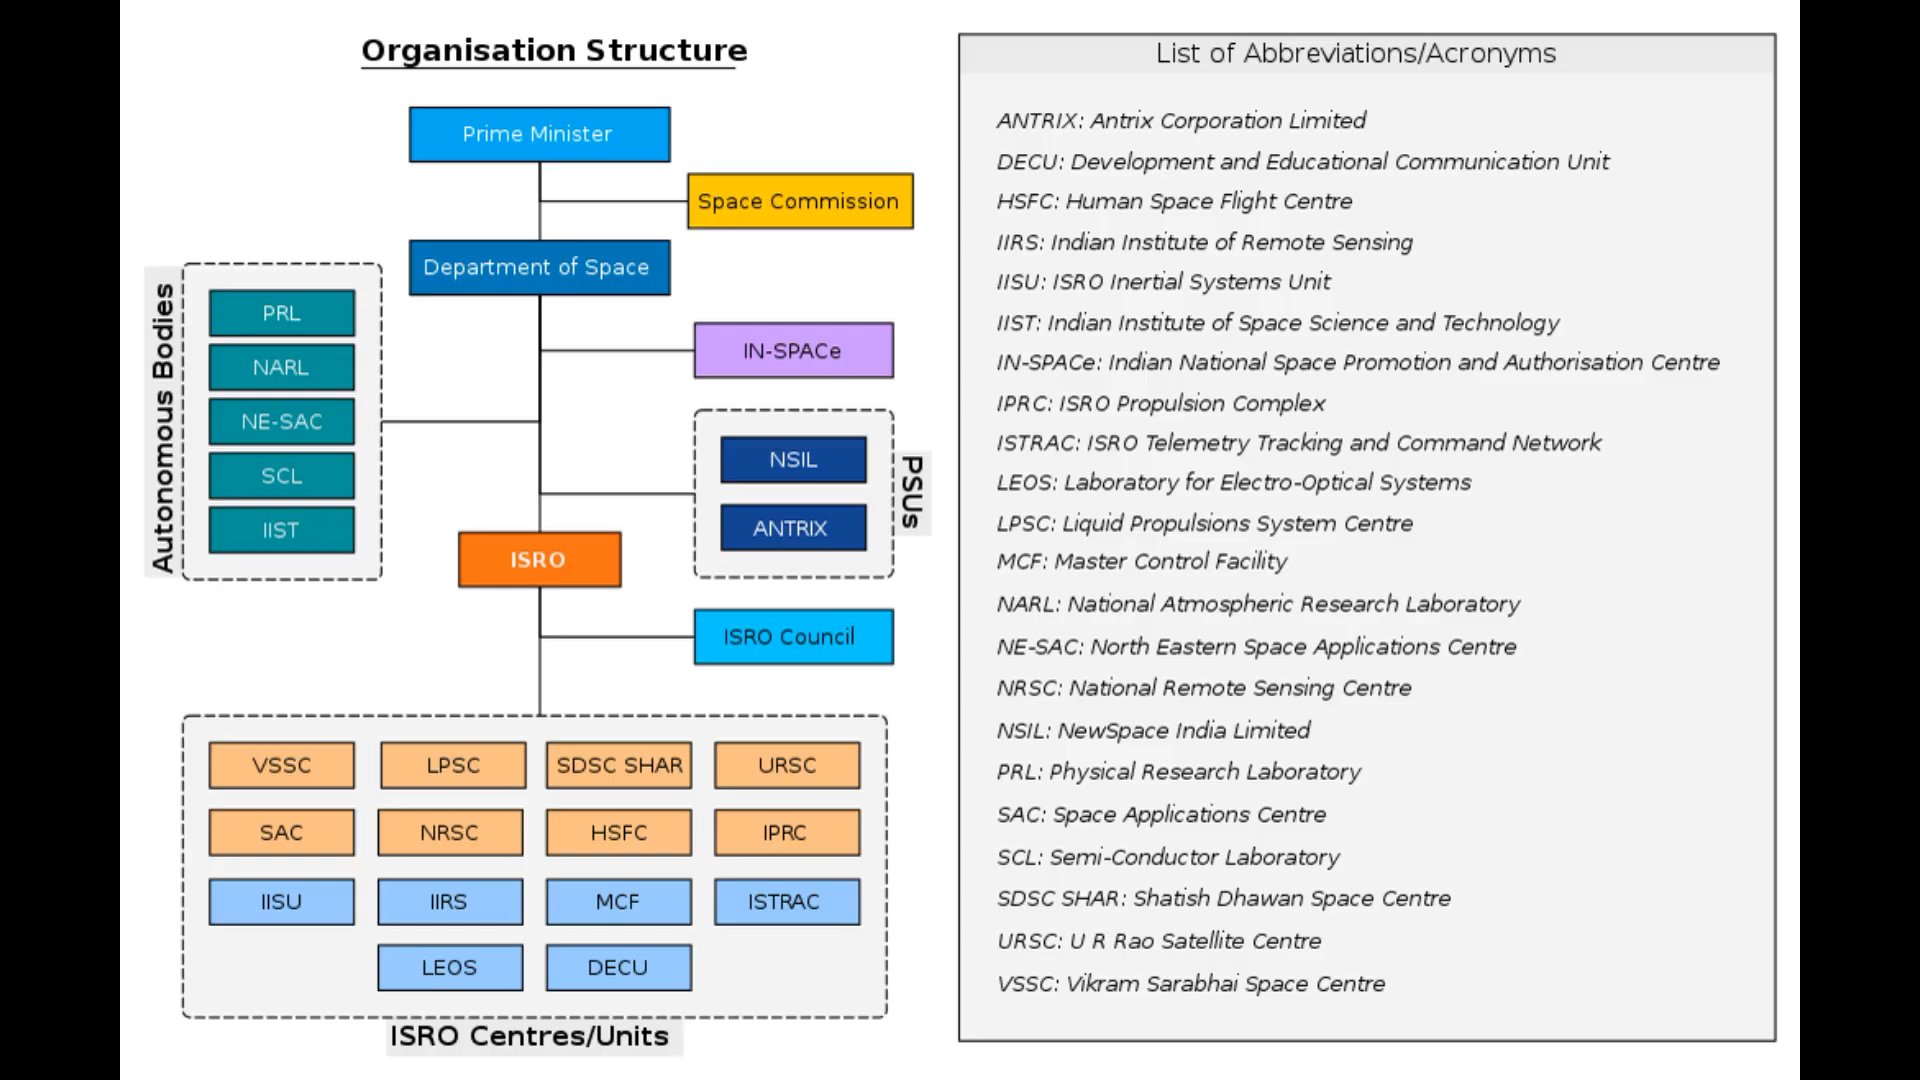 Organisation Structure
Prime Minister
Space Commission
Department of Space
Autonomous Bodies
PRL
NARL
NE-SAC
SCL
IIST
IN-SPACe
NSIL
ANTRIX
PSUs
ISRO
ISRO Council
VSSC
LPSC
SDSC SHAR
URSC
SAC
NRSC
HSFC
IPRC
IISU
IIRS
MCF
ISTRAC
LEOS
DECU
ISRO Centres/Units
List of Abbreviations/Acronyms
ANTRIX: Antrix Corporation Limited
DECU: Development and Educational Communication Unit
HSFC: Human Space Flight Centre
IIRS: Indian Institute of Remote Sensing
IISU: ISRO Inertial Systems Unit
IIST: Indian Institute of Space Science and Technology
IN-SPACe: Indian National Space Promotion and Authorisation Centre
IPRC: ISRO Propulsion Complex
ISTRAC: ISRO Telemetry Tracking and Command Network
LEOS: Laboratory for Electro-Optical Systems
LPSC: Liquid Propulsions System Centre
MCF: Master Control Facility
NARL: National Atmospheric Research Laboratory
NE-SAC: North Eastern Space Applications Centre
NRSC: National Remote Sensing Centre
NSIL: NewSpace India Limited
PRL: Physical Research Laboratory
SAC: Space Applications Centre
SCL: Semi-Conductor Laboratory
SDSC SHAR: Shatish Dhawan Space Centre
URSC: U R Rao Satellite Centre
VSSC: Vikram Sarabhai Space Centre